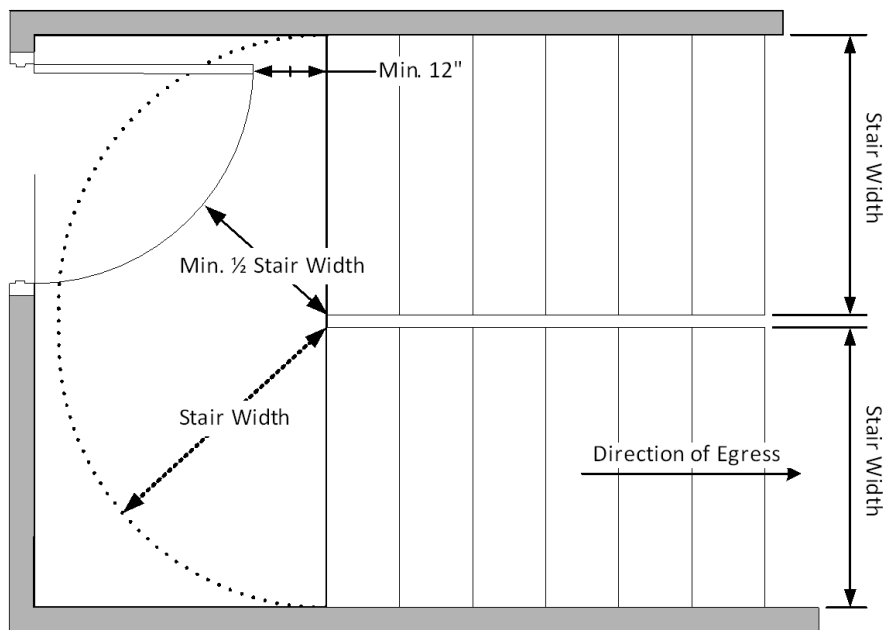 Min. 12"
Stair Width
Min. ½ Stair Width
Stair Width
Direction of Egress
Stair Width